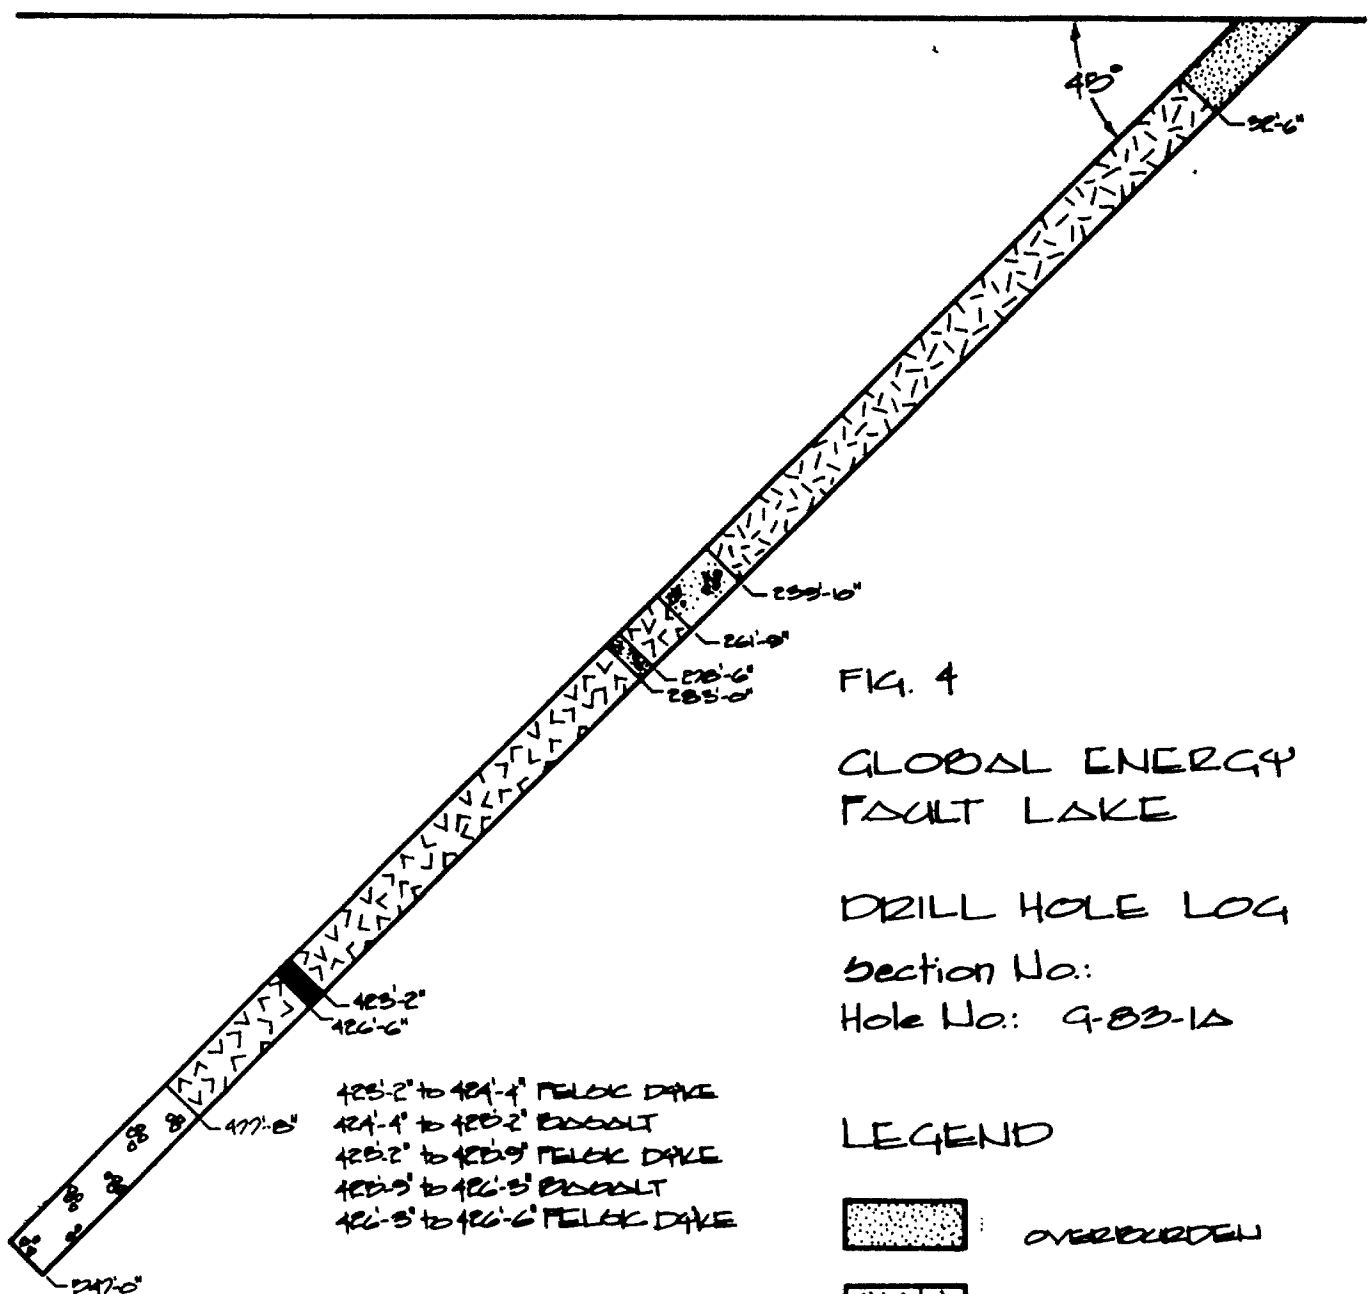 45°
32'-6"
239'-10"
261'-8"
278'-6"
283'-0"
FIG. 4
GLOBAL ENERGY
FAULT LAKE
DRILL HOLE LOG
Section No.:
Hole No.: G-83-1A
423'-2"
426'-6"
423'-2" to 424'-4" FELSIC DYKE
424'-4" to 425'-2" BASALT
425'-2" to 425'-9" FELSIC DYKE
425'-9" to 426'-3" BASALT
426'-3" to 426'-6" FELSIC DYKE
477'-8"
LEGEND
OVERBURDEN
547'-0"